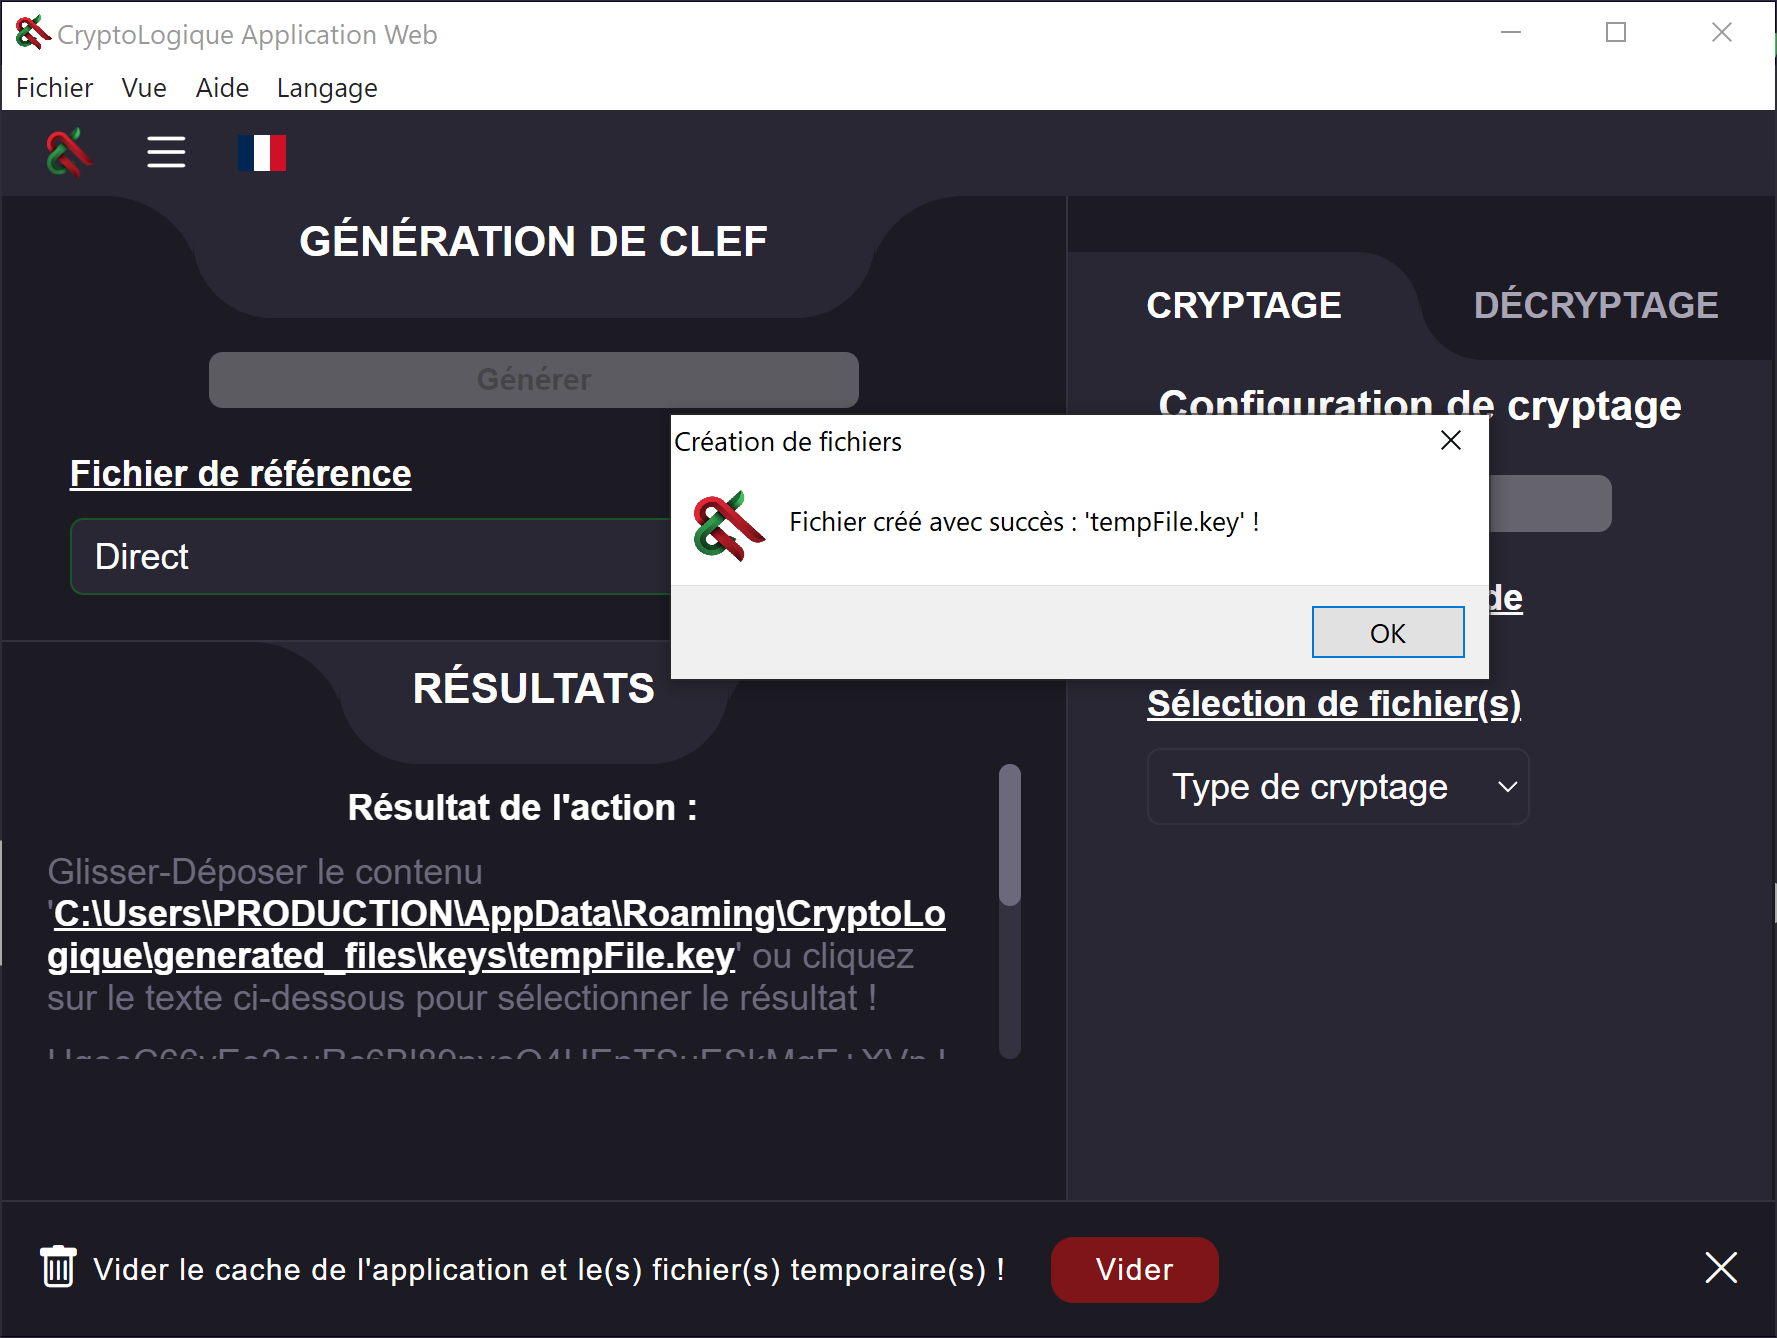 CryptoLogique Application Web
Fichier Vue Aide Langage
GÉNÉRATION DE CLEF
Générer
Fichier de référence
Direct
RÉSULTATS
Résultat de l'action :
Glisser-Déposer le contenu
'C:\Users\PRODUCTION\AppData\Roaming\CryptoLo
gique\generated_files\keys\tempFile.key' ou cliquez
sur le texte ci-dessous pour sélectionner le résultat !
CRYPTAGE DÉCRYPTAGE
Configuration de cryptage
Création de fichiers
Fichier créé avec succès : 'tempFile.key' !
OK
de
Sélection de fichier(s)
Type de cryptage
Vider le cache de l'application et le(s) fichier(s) temporaire(s) !
Vider